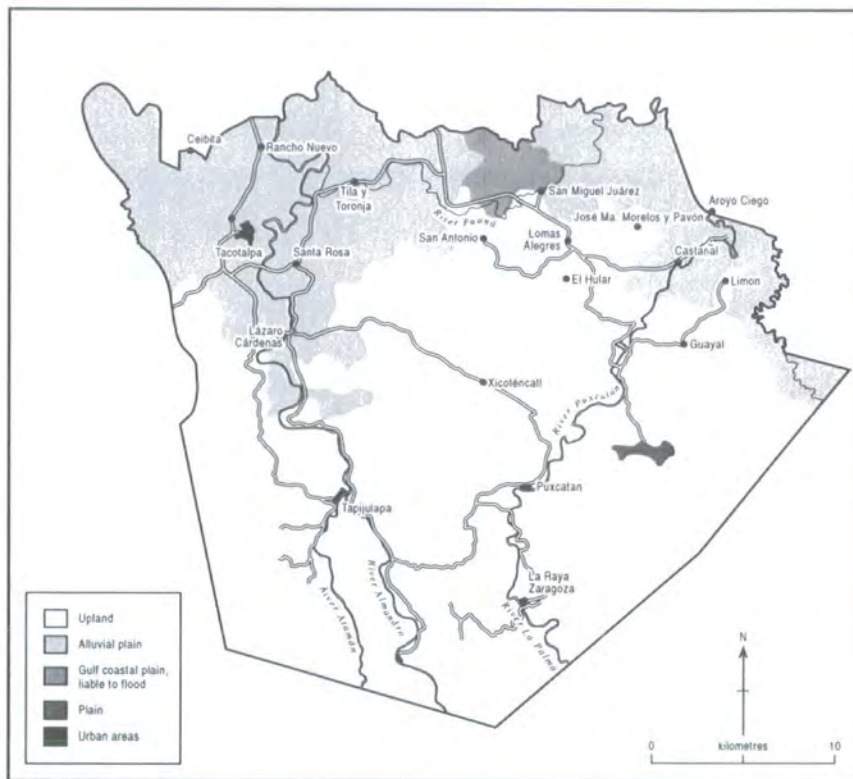 Ceibita
Rancho Nuevo
Tila y
Toronja
San Miguel Juárez
River Puaná
José Ma. Morelos y Pavón
Aroyo Ciego
San Antonio
Lomas
Alegres
Tacotalpa
Santa Rosa
Castañal
El Hular
Limon
Lázaro
Cárdenas
Guayal
Xicoténcatl
River Puxcatan
Puxcatan
Tapijulapa
La Raya
Zaragoza
River Almandro
River La Palma
Upland
Alluvial plain
Gulf coastal plain,
liable to flood
Plain
Urban areas
N
0 kilometres 10